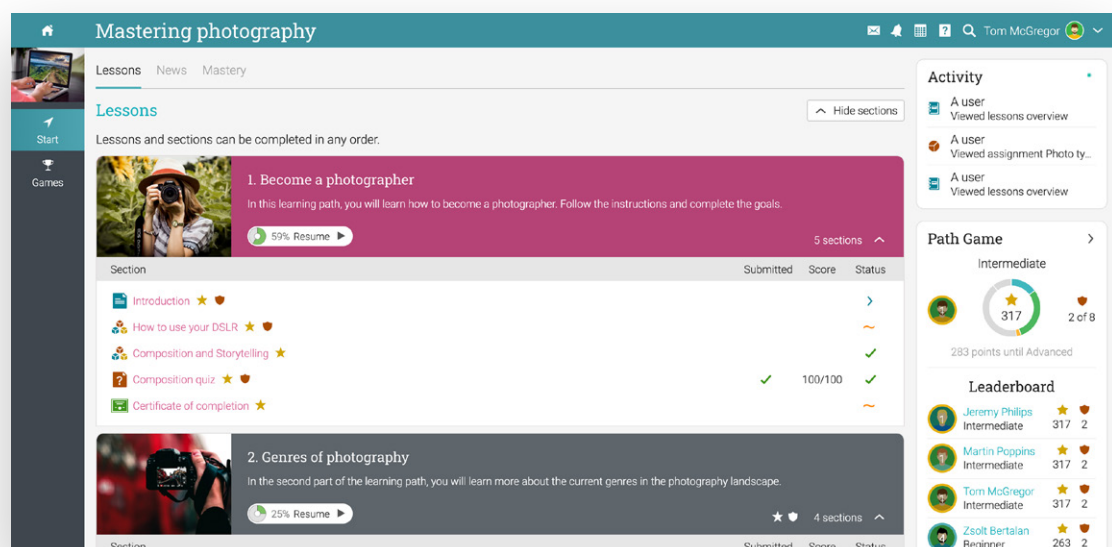 Mastering photography
Tom McGregor
Start
Games
Lessons News Mastery
Lessons
Hide sections
Lessons and sections can be completed in any order.
1. Become a photographer
In this learning path, you will learn how to become a photographer. Follow the instructions and complete the goals.
59% Resume
5 sections
Section Submitted Score Status
Introduction
How to use your DSLR
Composition and Storytelling
Composition quiz 100/100
Certificate of completion
2. Genres of photography
In the second part of the learning path, you will learn more about the current genres in the photography landscape.
25% Resume
4 sections
Section Submitted Score Status
Activity
A user
Viewed lessons overview
A user
Viewed assignment Photo ty...
A user
Viewed lessons overview
Path Game
Intermediate
317
2 of 8
283 points until Advanced
Leaderboard
Jeremy Philips
Intermediate 317 2
Martin Poppins
Intermediate 317 2
Tom McGregor
Intermediate 317 2
Zsolt Bertalan
Beginner 263 2